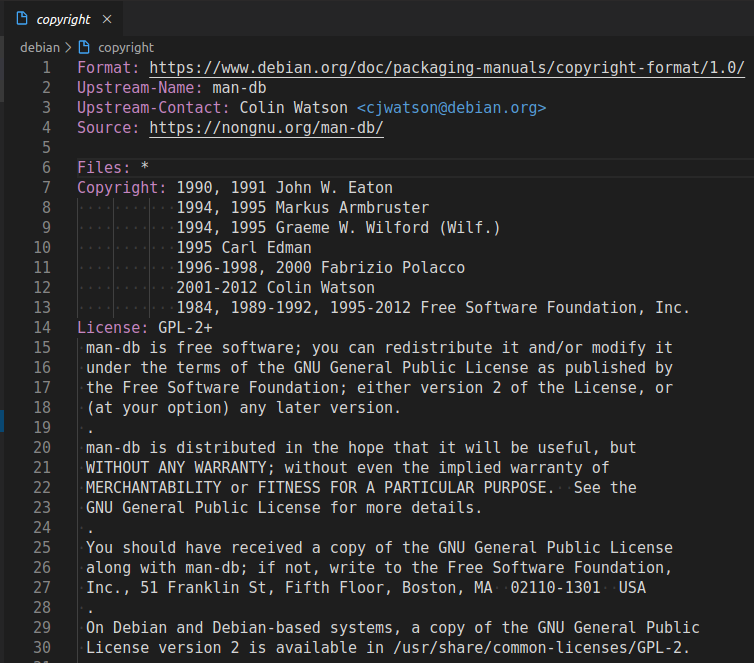 copyright ×
debian > copyright
1 Format: https://www.debian.org/doc/packaging-manuals/copyright-format/1.0/
2 Upstream-Name: man-db
3 Upstream-Contact: Colin Watson <cjwatson@debian.org>
4 Source: https://nongnu.org/man-db/
5
6 Files: *
7 Copyright: 1990, 1991 John W. Eaton
8            1994, 1995 Markus Armbruster
9            1994, 1995 Graeme W. Wilford (Wilf.)
10            1995 Carl Edman
11            1996-1998, 2000 Fabrizio Polacco
12            2001-2012 Colin Watson
13            1984, 1989-1992, 1995-2012 Free Software Foundation, Inc.
14 License: GPL-2+
15  man-db is free software; you can redistribute it and/or modify it
16  under the terms of the GNU General Public License as published by
17  the Free Software Foundation; either version 2 of the License, or
18  (at your option) any later version.
19  .
20  man-db is distributed in the hope that it will be useful, but
21  WITHOUT ANY WARRANTY; without even the implied warranty of
22  MERCHANTABILITY or FITNESS FOR A PARTICULAR PURPOSE.  See the
23  GNU General Public License for more details.
24  .
25  You should have received a copy of the GNU General Public License
26  along with man-db; if not, write to the Free Software Foundation,
27  Inc., 51 Franklin St, Fifth Floor, Boston, MA  02110-1301  USA
28  .
29  On Debian and Debian-based systems, a copy of the GNU General Public
30  License version 2 is available in /usr/share/common-licenses/GPL-2.